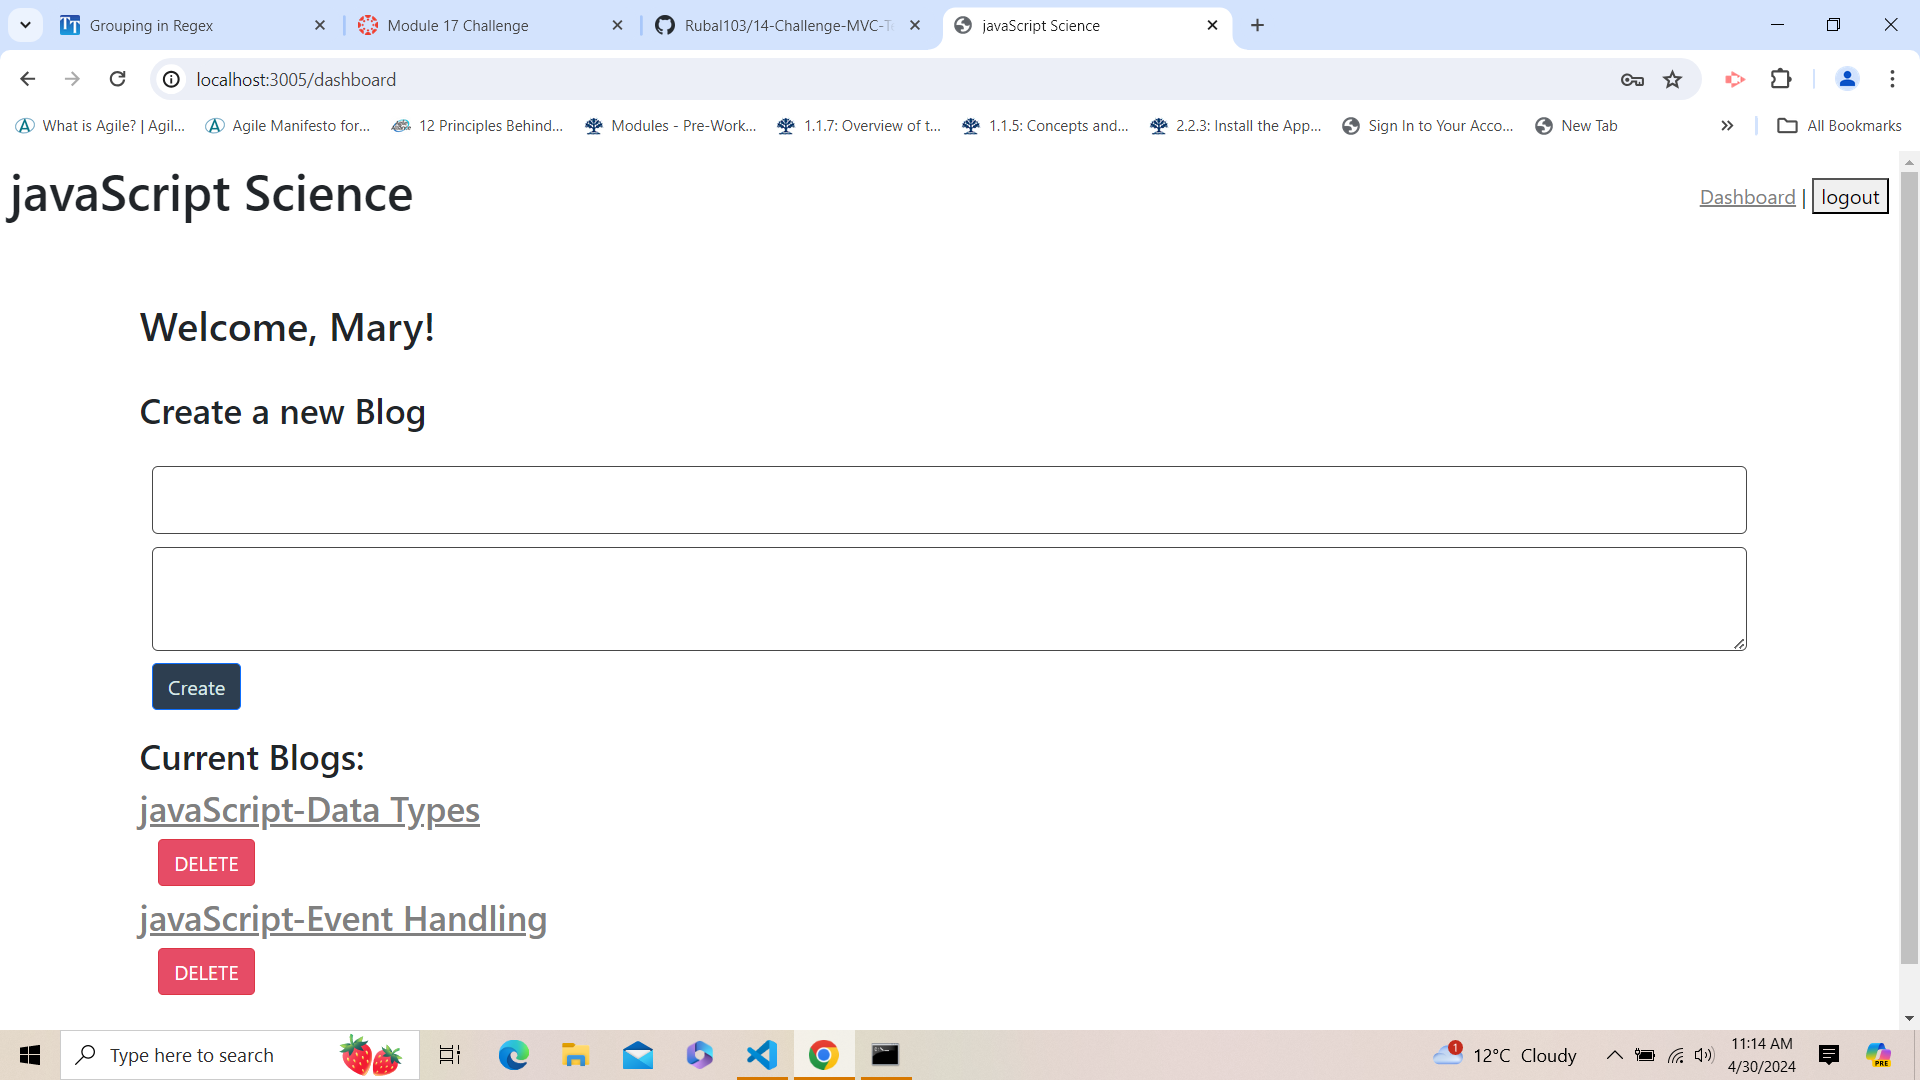 Grouping in Regex
Module 17 Challenge
Rubal103/14-Challenge-MVC-Te
javaScript Science
localhost:3005/dashboard
What is Agile? | Agil...
Agile Manifesto for...
12 Principles Behind...
Modules - Pre-Work...
1.1.7: Overview of t...
1.1.5: Concepts and...
2.2.3: Install the App...
Sign In to Your Acco...
New Tab
All Bookmarks
javaScript Science
Dashboard | logout
Welcome, Mary!
Create a new Blog
Create
Current Blogs:
javaScript-Data Types
DELETE
javaScript-Event Handling
DELETE
Type here to search
1
12°C Cloudy
11:14 AM
4/30/2024
PRE